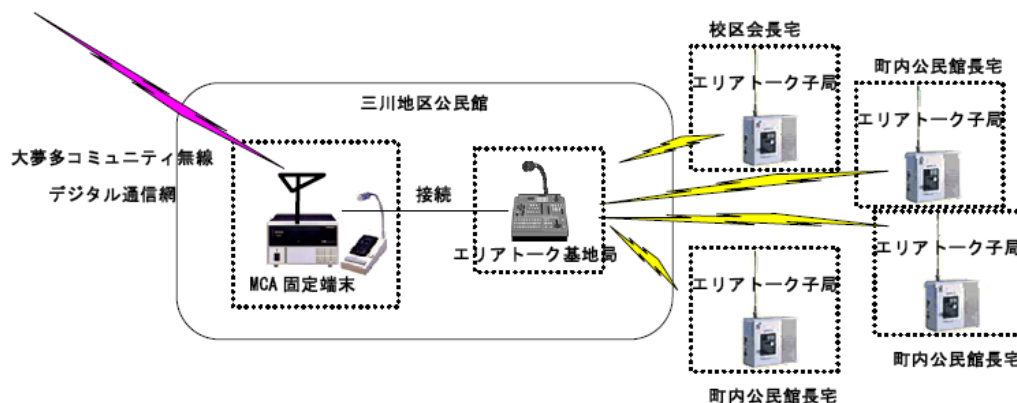 校区会長宅
エリアトーク子局
町内公民館長宅
エリアトーク子局
三川地区公民館
大夢多コミュニティ無線
デジタル通信網
接続
MCA 固定端末
エリアトーク基地局
エリアトーク子局
エリアトーク子局
町内公民館長宅
町内公民館長宅